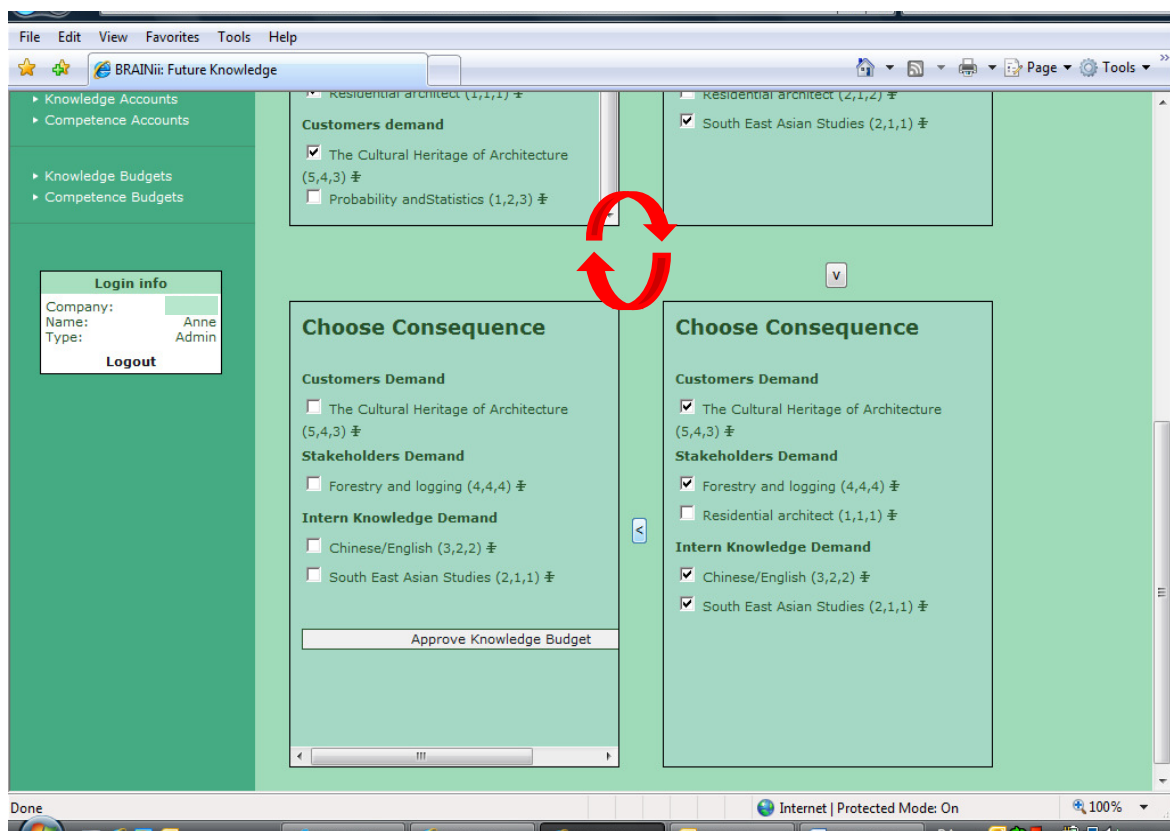 File Edit View Favorites Tools Help
BRAINii: Future Knowledge
Page Tools »
Knowledge Accounts
Competence Accounts
Knowledge Budgets
Competence Budgets
Login info
Company:
Name: Anne
Type: Admin
Logout
Residential architect (1,1,1) I
Customers demand
The Cultural Heritage of Architecture
(5,4,3) I
Probability andStatistics (1,2,3) I
Residential architect (2,1,2) I
South East Asian Studies (2,1,1) I
v
Choose Consequence
Customers Demand
The Cultural Heritage of Architecture
(5,4,3) I
Stakeholders Demand
Forestry and logging (4,4,4) I
Intern Knowledge Demand
Chinese/English (3,2,2) I
South East Asian Studies (2,1,1) I
Approve Knowledge Budget
<
Choose Consequence
Customers Demand
The Cultural Heritage of Architecture
(5,4,3) I
Stakeholders Demand
Forestry and logging (4,4,4) I
Residential architect (1,1,1) I
Intern Knowledge Demand
Chinese/English (3,2,2) I
South East Asian Studies (2,1,1) I
Done
Internet | Protected Mode: On
100%